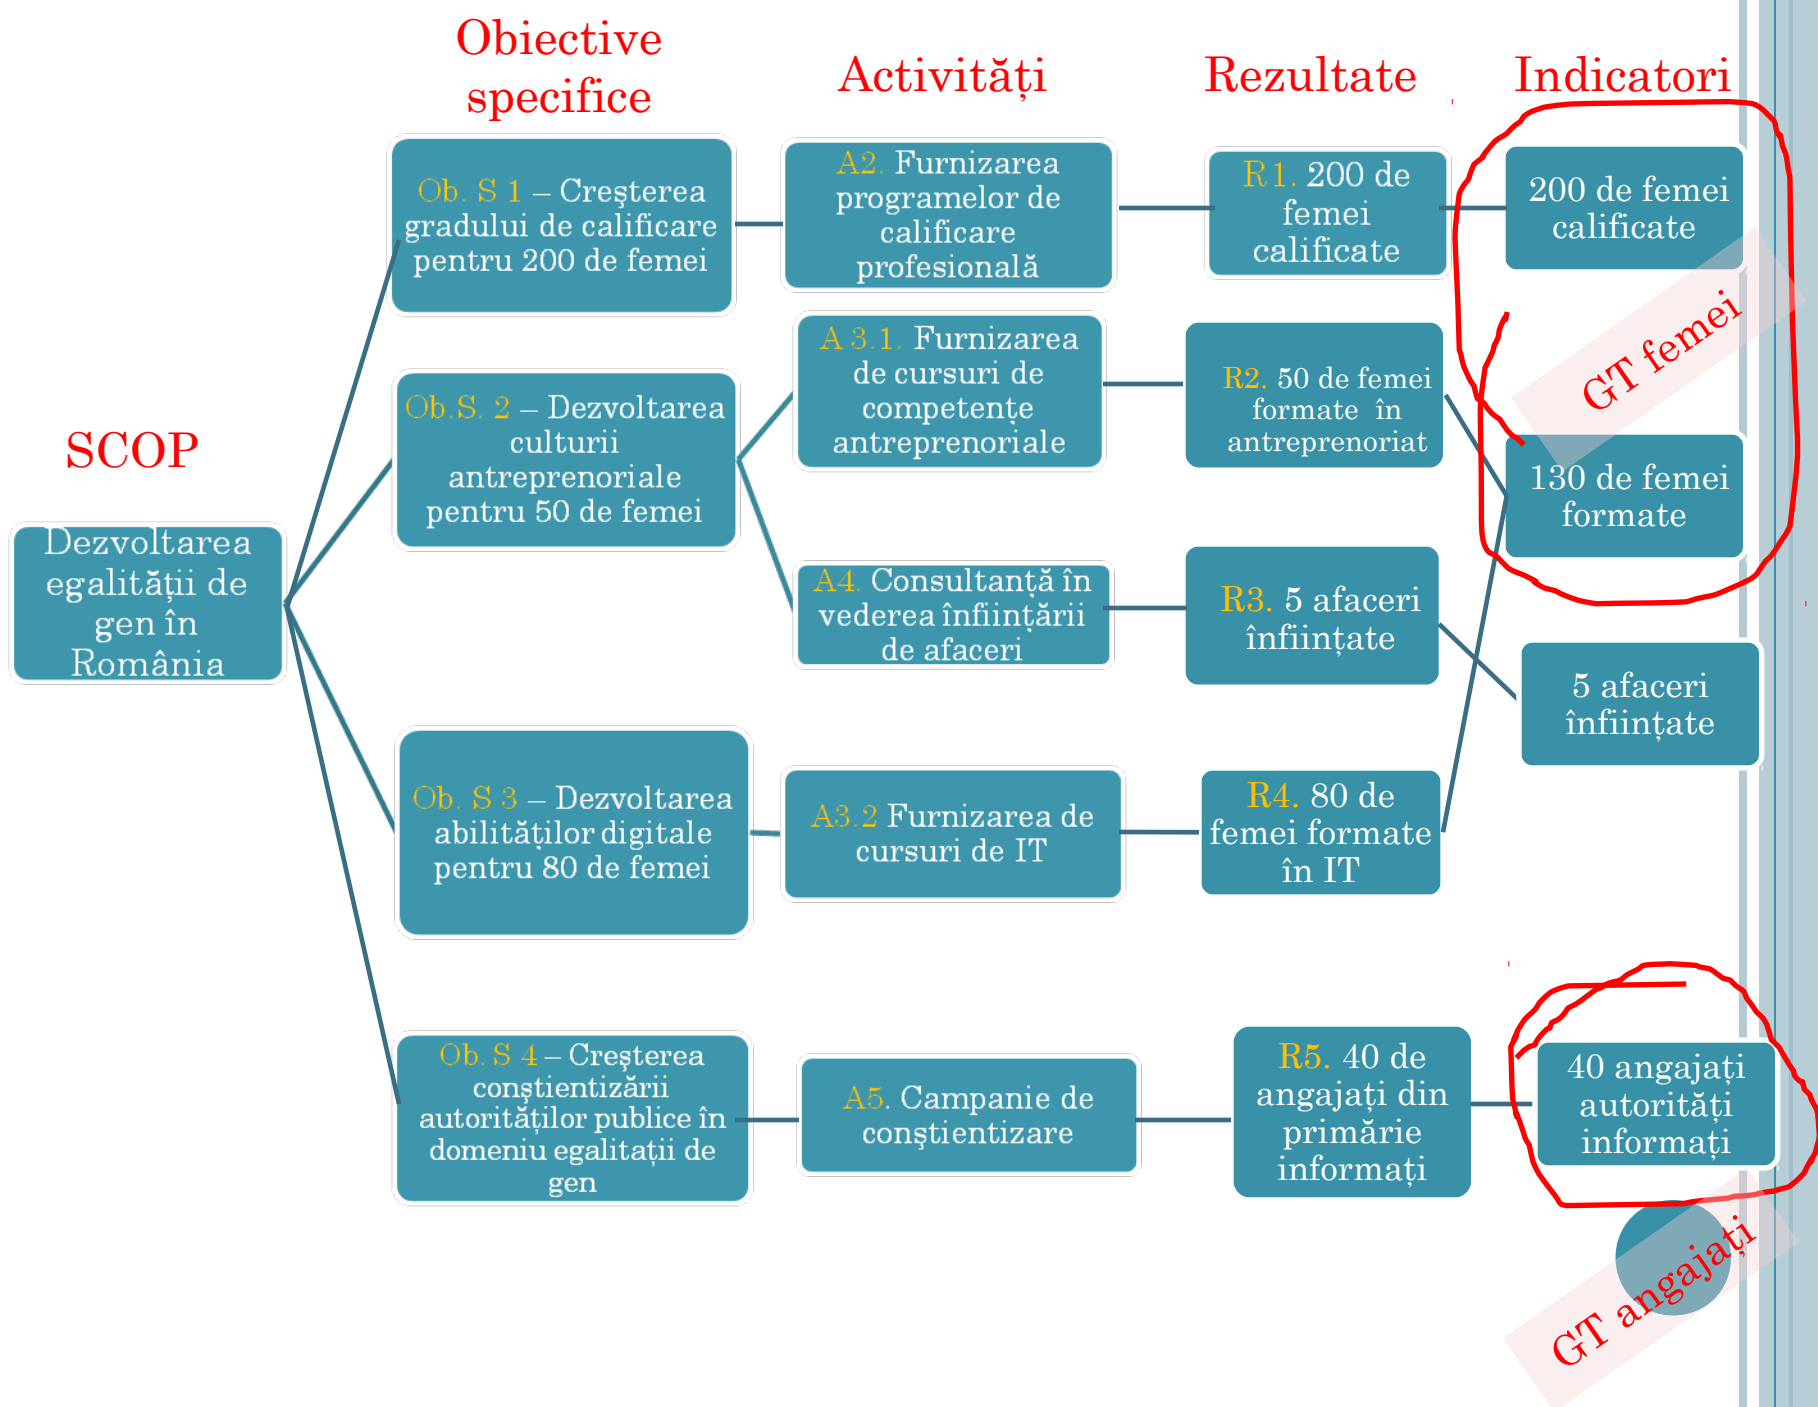 Obiective
specifice
Activități
Rezultate
Indicatori
SCOP
Dezvoltarea
egalității de
gen în
România
Ob. S 1 – Creşterea
gradului de calificare
pentru 200 de femei
A2. Furnizarea
programelor de
calificare
profesională
R1. 200 de
femei
calificate
200 de femei
calificate
GT femei
Ob.S. 2 – Dezvoltarea
culturii
antreprenoriale
pentru 50 de femei
A 3.1. Furnizarea
de cursuri de
competențe
antreprenoriale
R2. 50 de femei
formate în
antreprenoriat
130 de femei
formate
A4. Consultanță în
vederea înființării
de afaceri
R3. 5 afaceri
înființate
5 afaceri
înființate
Ob. S 3 – Dezvoltarea
abilităților digitale
pentru 80 de femei
A3.2 Furnizarea de
cursuri de IT
R4. 80 de
femei formate
în IT
Ob. S 4 – Creşterea
conştientizării
autorităților publice în
domeniu egalitații de
gen
A5. Campanie de
conştientizare
R5. 40 de
angajați din
primărie
informați
40 angajați
autorități
informați
GT angajați